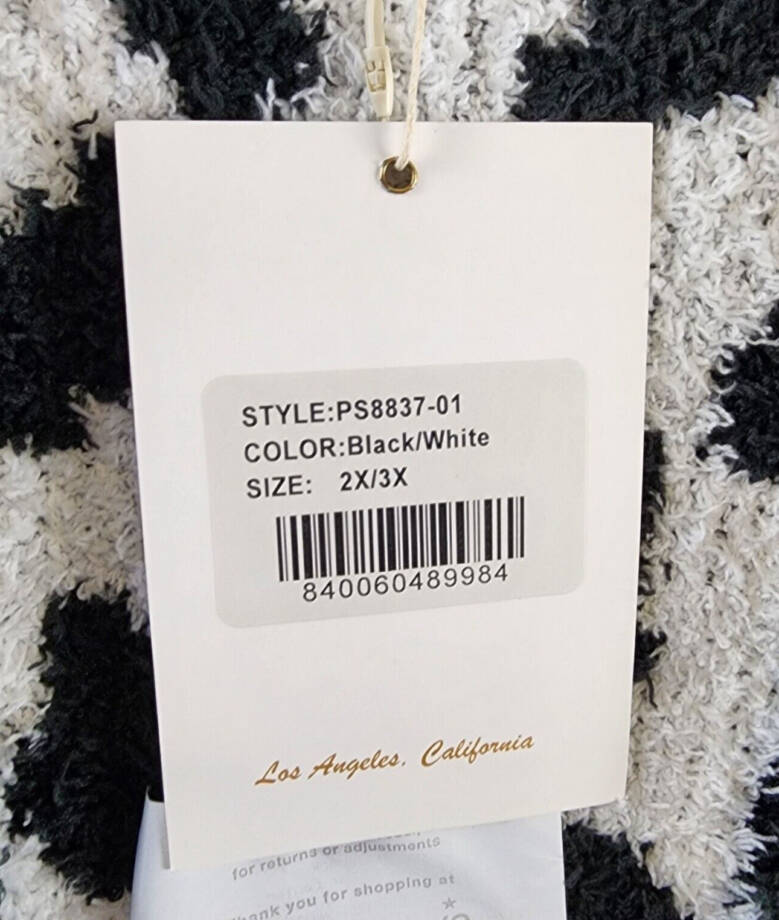 STYLE:PS8837-01
COLOR:Black/White
SIZE: 2X/3X
840060489984
Los Angeles, California
for returns or adjustments
you for shopping at